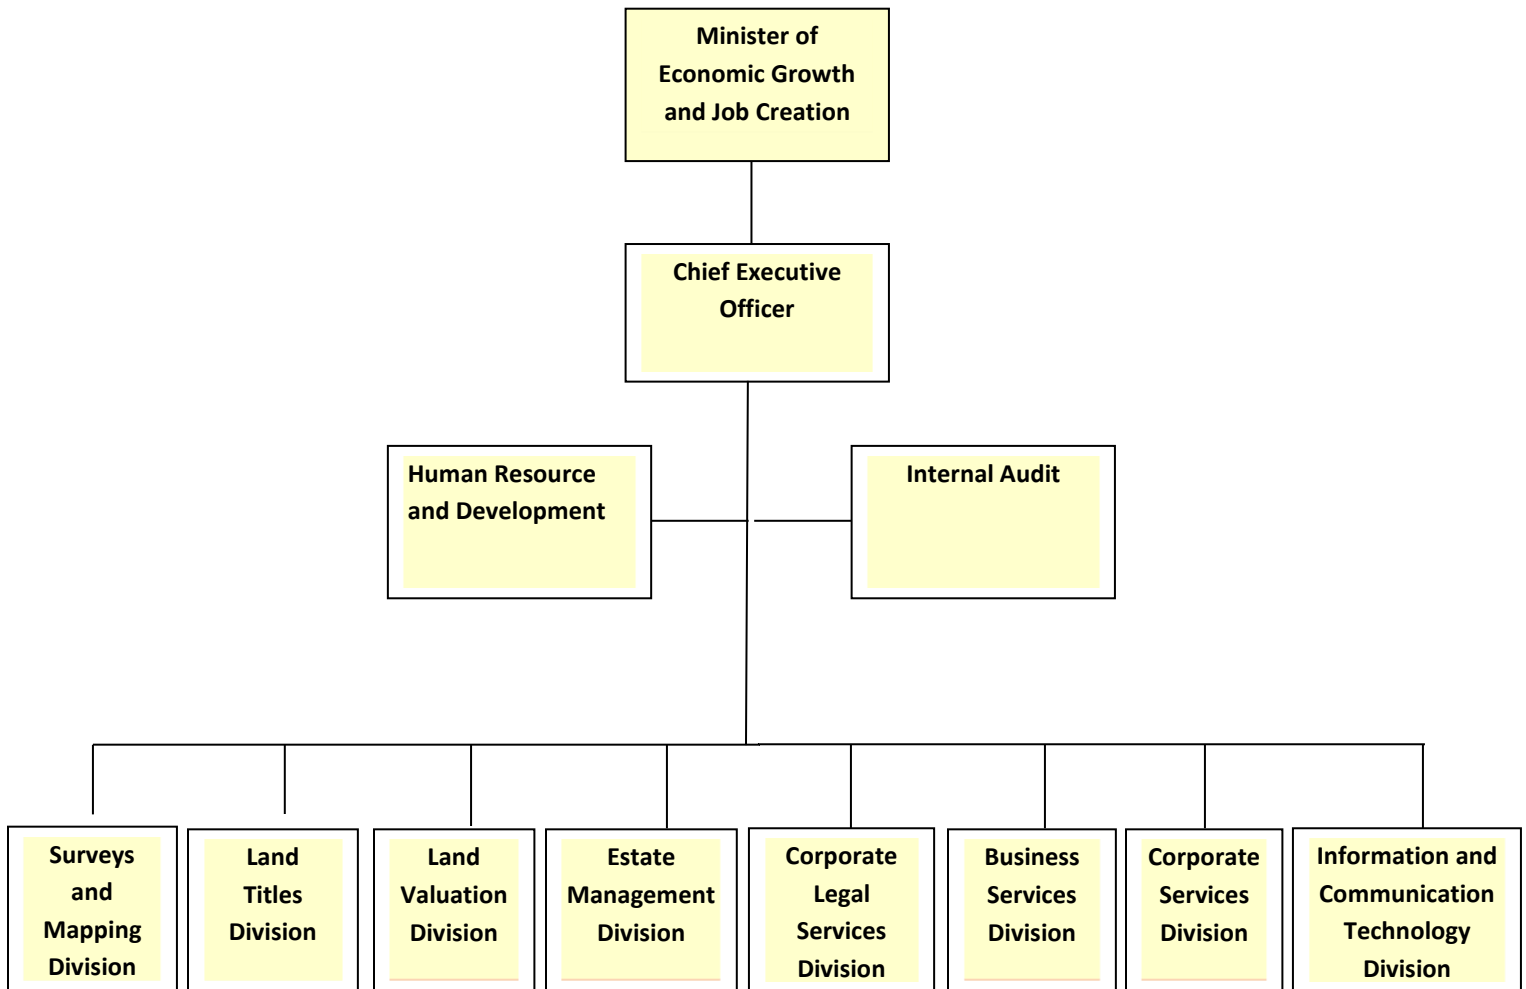 Minister of
Economic Growth
and Job Creation
Chief Executive
Officer
Human Resource
and Development
Internal Audit
Surveys
and
Mapping
Division
Land
Titles
Division
Land
Valuation
Division
Estate
Management
Division
Corporate
Legal
Services
Division
Business
Services
Division
Corporate
Services
Division
Information and
Communication
Technology
Division